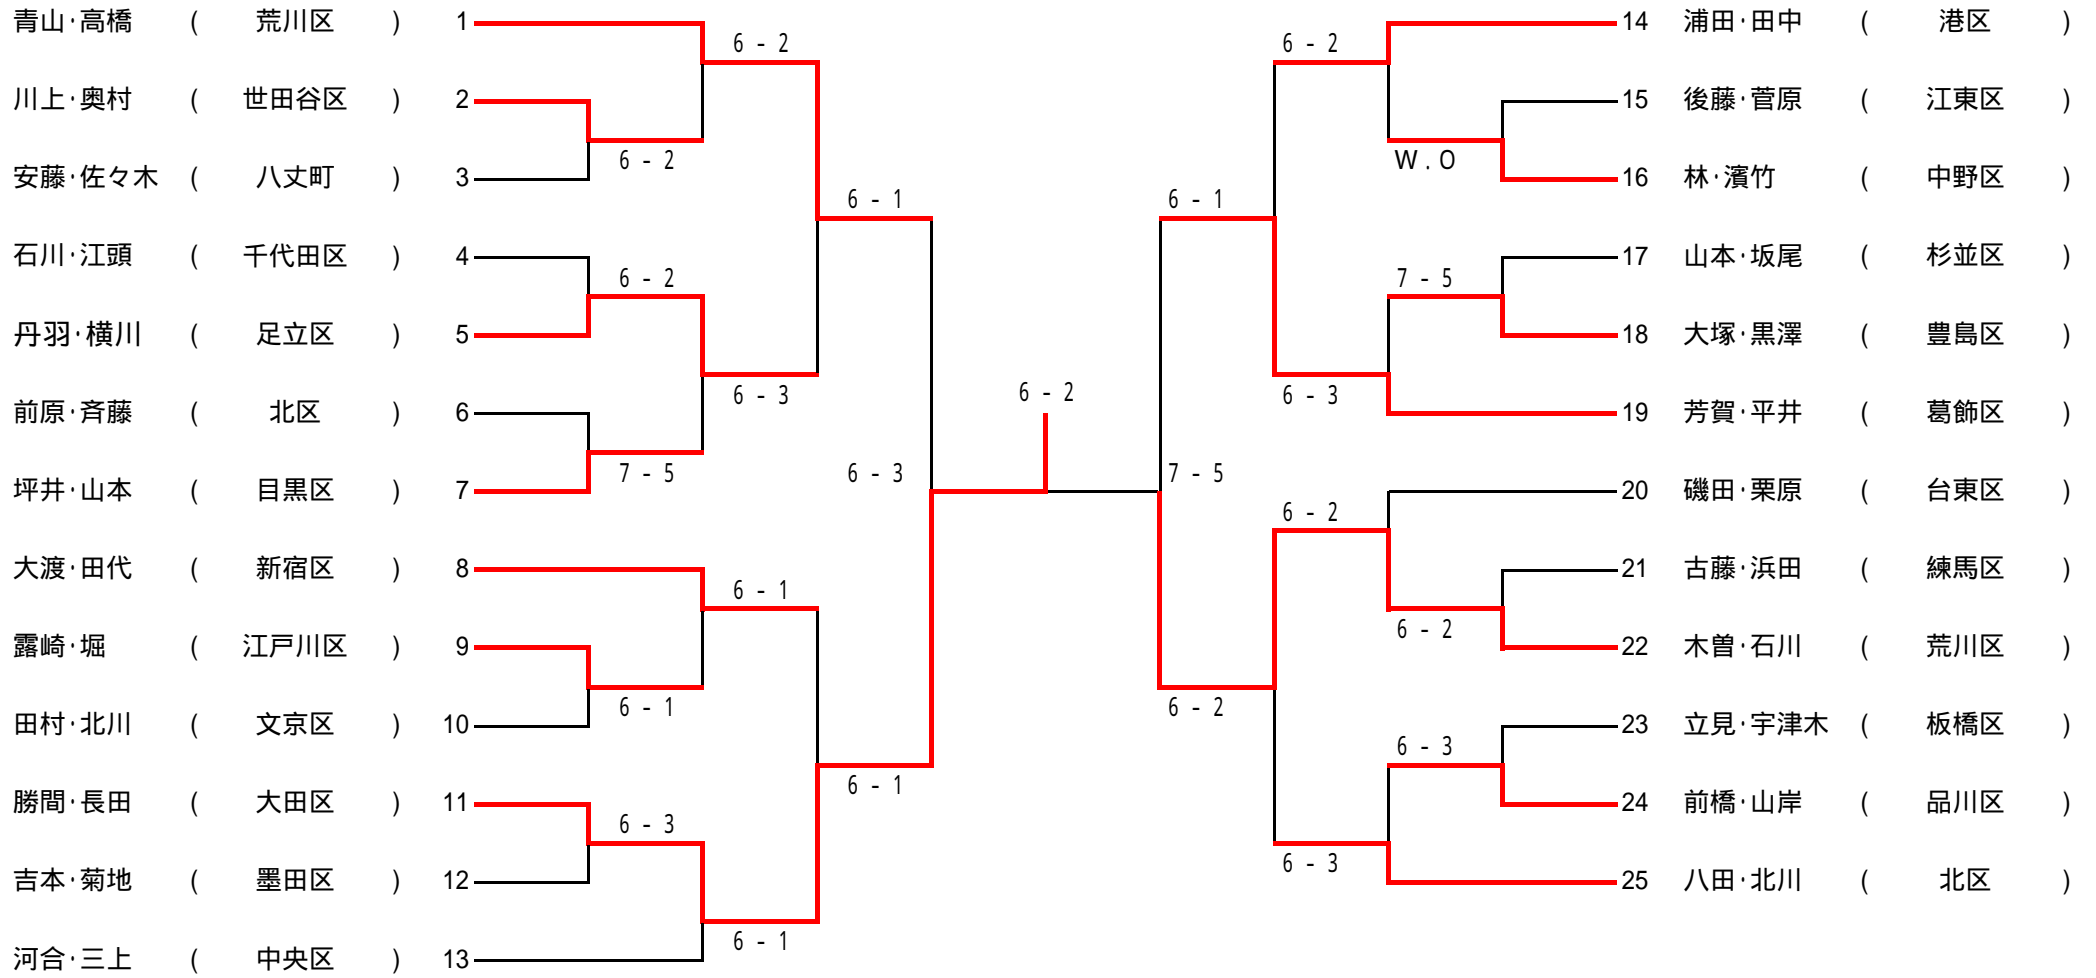 青山・高橋 ( 荒川区 ) 1
川上・奥村 ( 世田谷区 ) 2
安藤・佐々木 ( 八丈町 ) 3
石川・江頭 ( 千代田区 ) 4
丹羽・横川 ( 足立区 ) 5
前原・斉藤 ( 北区 ) 6
坪井・山本 ( 目黒区 ) 7
大渡・田代 ( 新宿区 ) 8
露崎・堀 ( 江戸川区 ) 9
田村・北川 ( 文京区 ) 10
勝間・長田 ( 大田区 ) 11
吉本・菊地 ( 墨田区 ) 12
河合・三上 ( 中央区 ) 13
6 - 2
6 - 2
6 - 1
6 - 2
6 - 3
7 - 5
6 - 3
6 - 1
6 - 1
6 - 1
6 - 3
6 - 1
6 - 2
6 - 2
W.O
6 - 1
7 - 5
6 - 3
7 - 5
6 - 2
6 - 2
6 - 2
6 - 3
6 - 3
14 浦田・田中 ( 港区 )
15 後藤・菅原 ( 江東区 )
16 林・濱竹 ( 中野区 )
17 山本・坂尾 ( 杉並区 )
18 大塚・黒澤 ( 豊島区 )
19 芳賀・平井 ( 葛飾区 )
20 磯田・栗原 ( 台東区 )
21 古藤・浜田 ( 練馬区 )
22 木曽・石川 ( 荒川区 )
23 立見・宇津木 ( 板橋区 )
24 前橋・山岸 ( 品川区 )
25 八田・北川 ( 北区 )